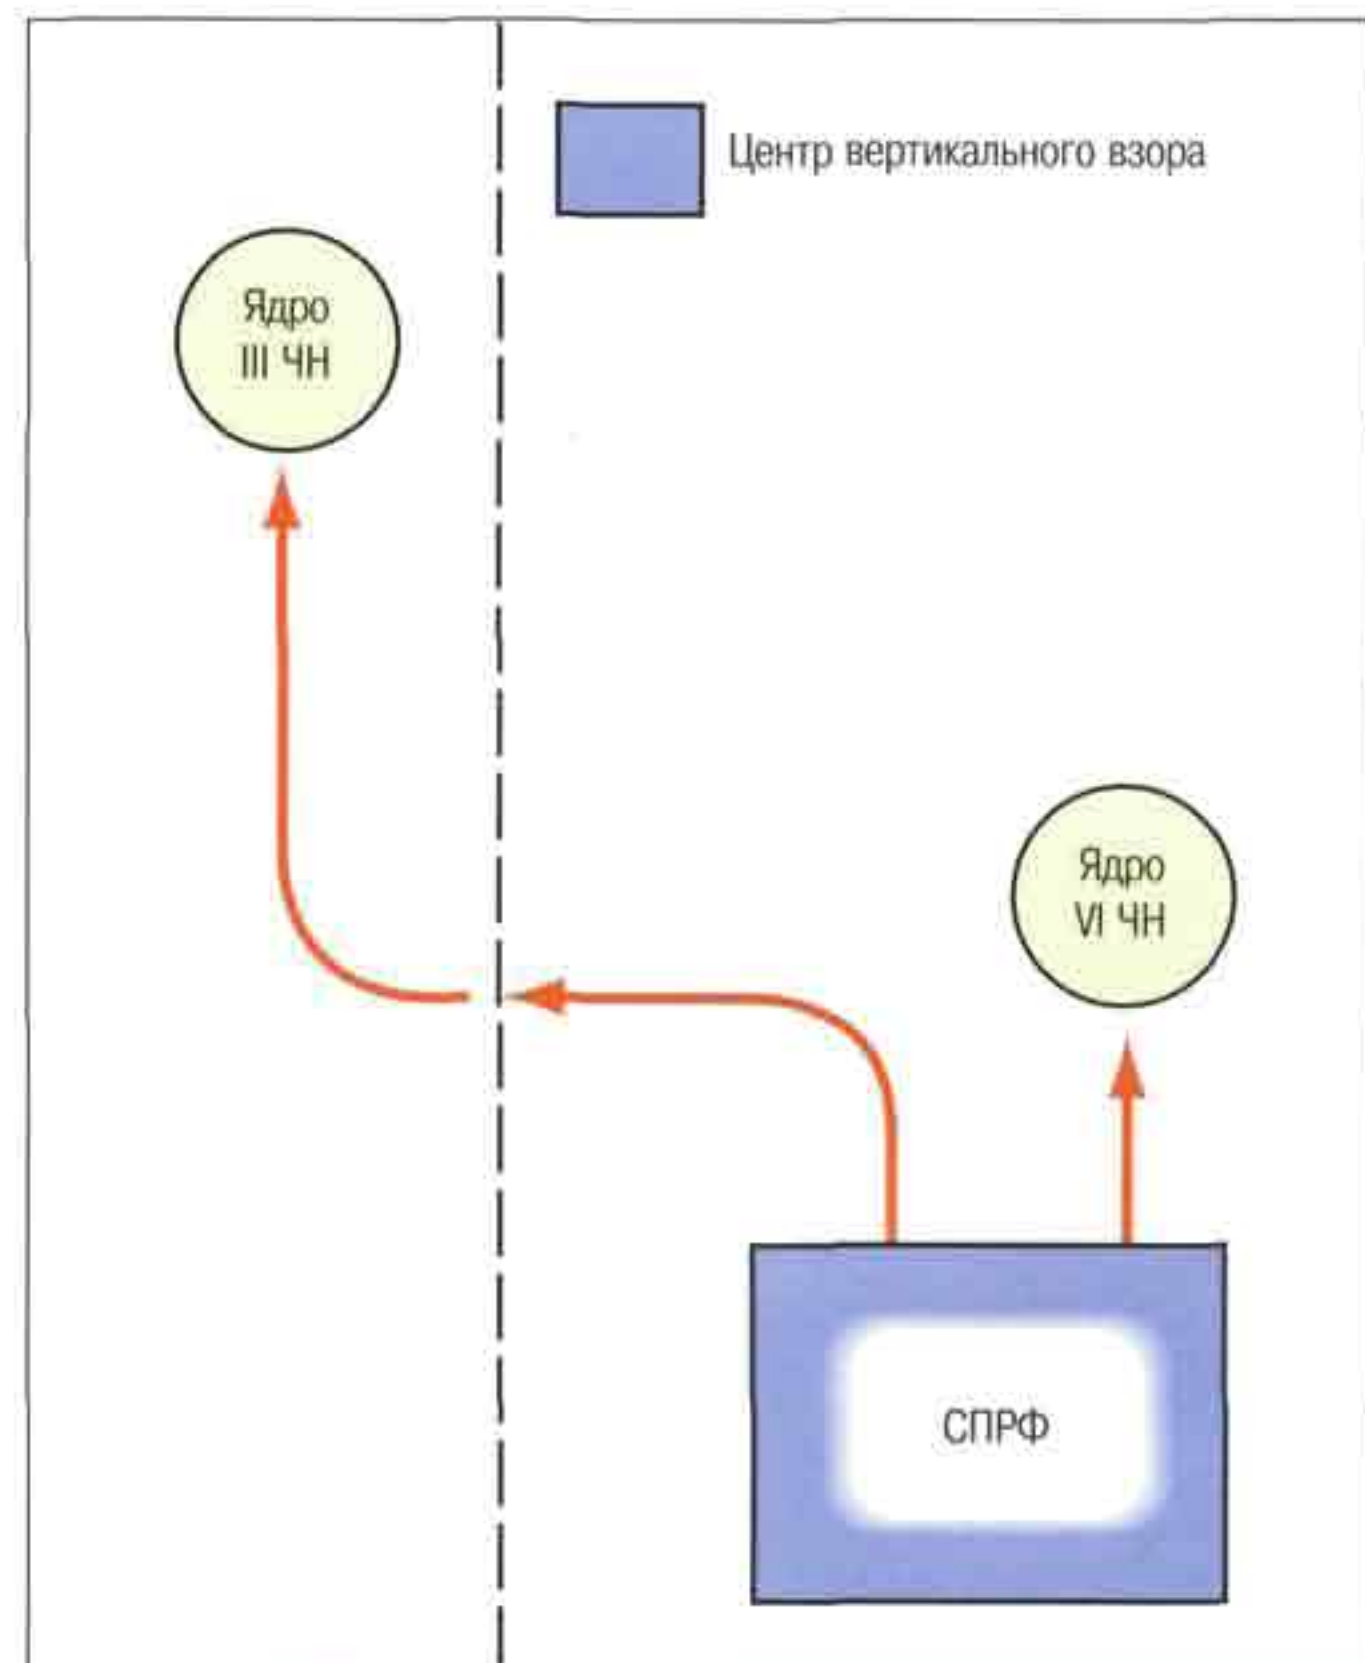 Центр вертикального взора
Ядро
III ЧН
Ядро
VI ЧН
СПРФ